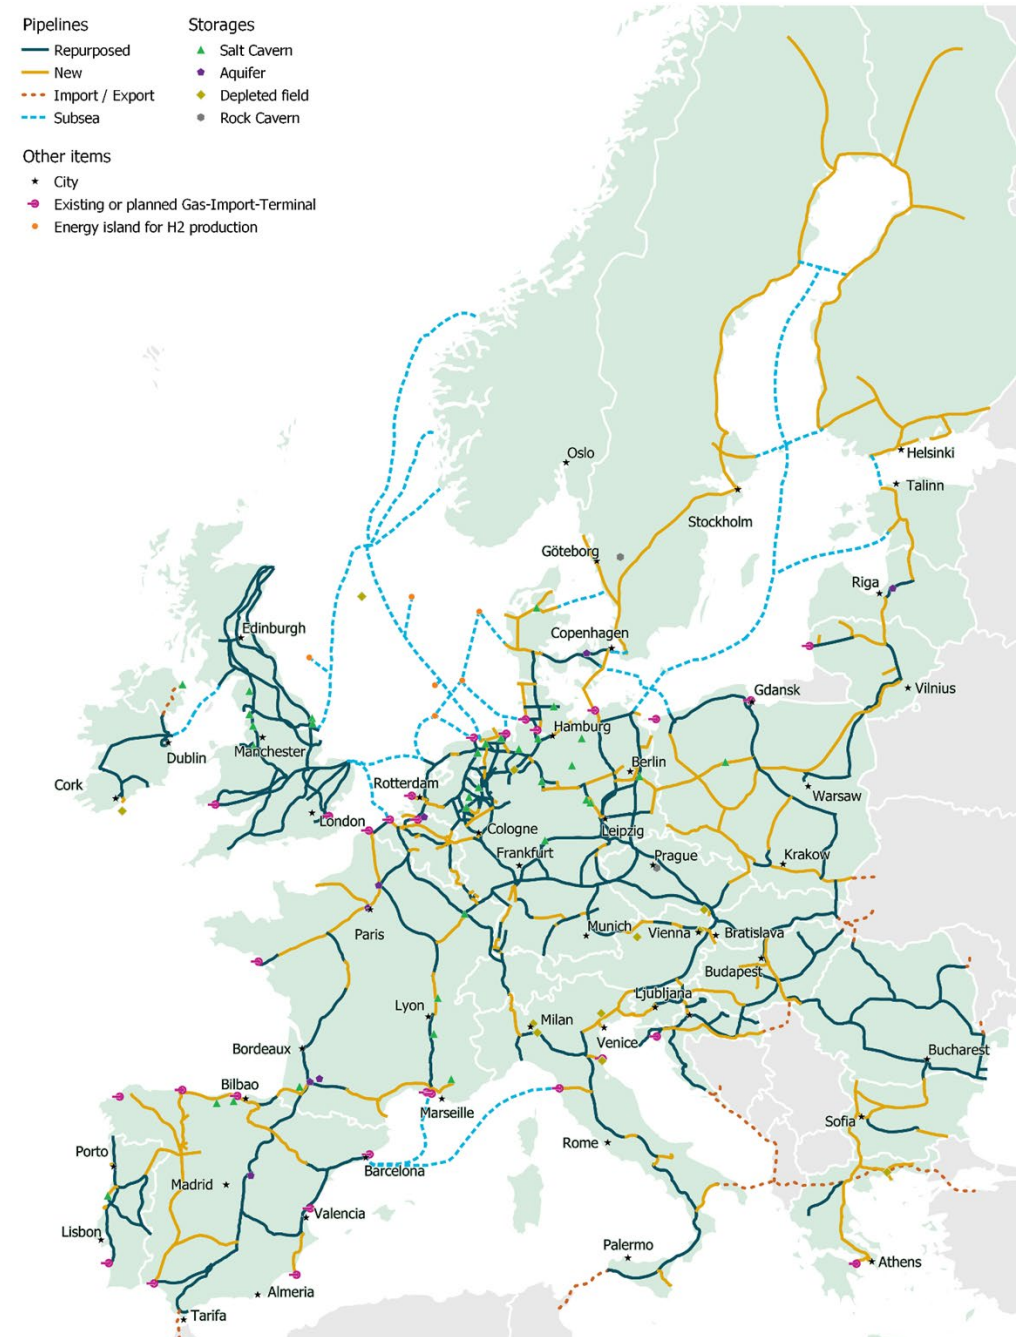 Pipelines
Repurposed
New
Import / Export
Subsea
Storages
Salt Cavern
Aquifer
Depleted field
Rock Cavern
Other items
City
Existing or planned Gas-Import-Terminal
Energy island for H2 production
Oslo
Helsinki
Talinn
Stockholm
Göteborg
Riga
Edinburgh
Copenhagen
Vilnius
Gdansk
Hamburg
Manchester
Dublin
Berlin
Rotterdam
Cork
Warsaw
London
Cologne
Leipzig
Frankfurt
Prague
Krakow
Paris
Munich
Vienna
Bratislava
Budapest
Ljubljana
Lyon
Milan
Venice
Bordeaux
Bucharest
Bilbao
Marseille
Sofia
Rome
Porto
Barcelona
Madrid
Valencia
Lisbon
Palermo
Athens
Almeria
Tarifa